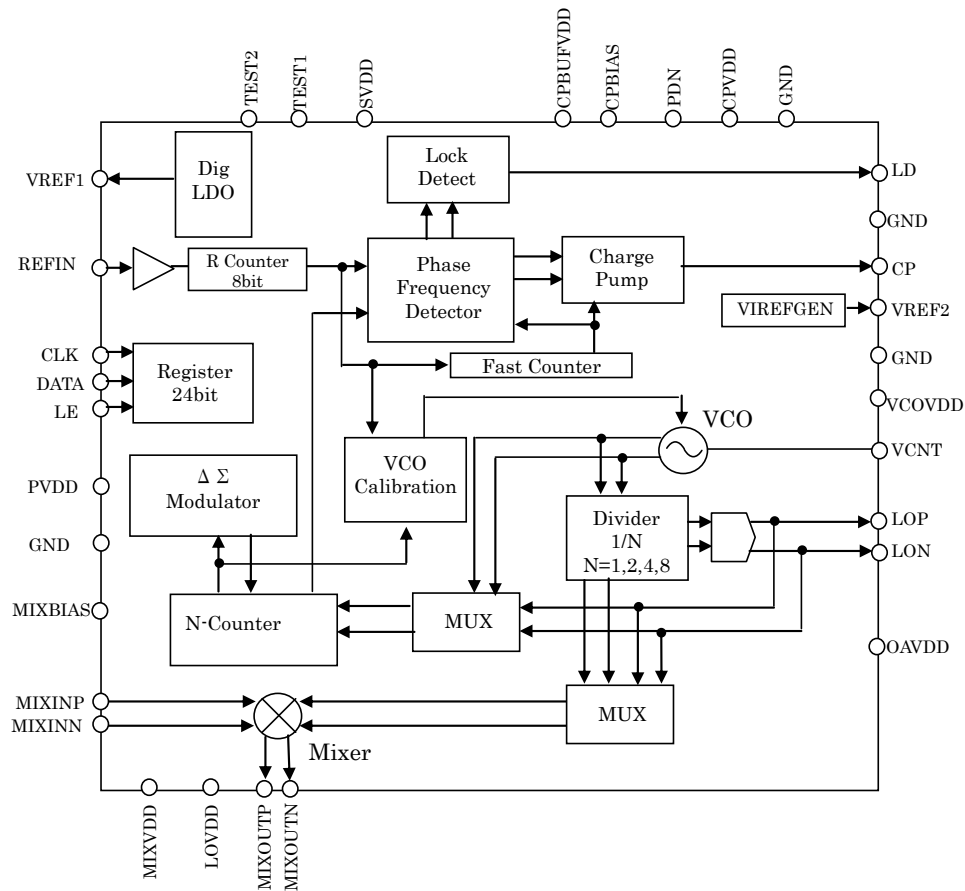 TEST2
TEST1
SVDD
CPBUFVDD
CPBIAS
PDN
CPVDD
GND
VREF1
Dig
LDO
Lock
Detect
LD
GND
REFIN
R Counter
8bit
Phase
Frequency
Detector
Charge
Pump
CP
VIREFGEN
VREF2
CLK
DATA
LE
Register
24bit
Fast Counter
GND
VCOVDD
VCO
VCNT
PVDD
Δ Σ
Modulator
VCO
Calibration
Divider
1/N
N=1,2,4,8
LOP
LON
GND
MIXBIAS
N-Counter
MUX
OAVDD
MIXINP
MIXINN
Mixer
MUX
MIXVDD
LOVDD
MIXOUTP
MIXOUTN